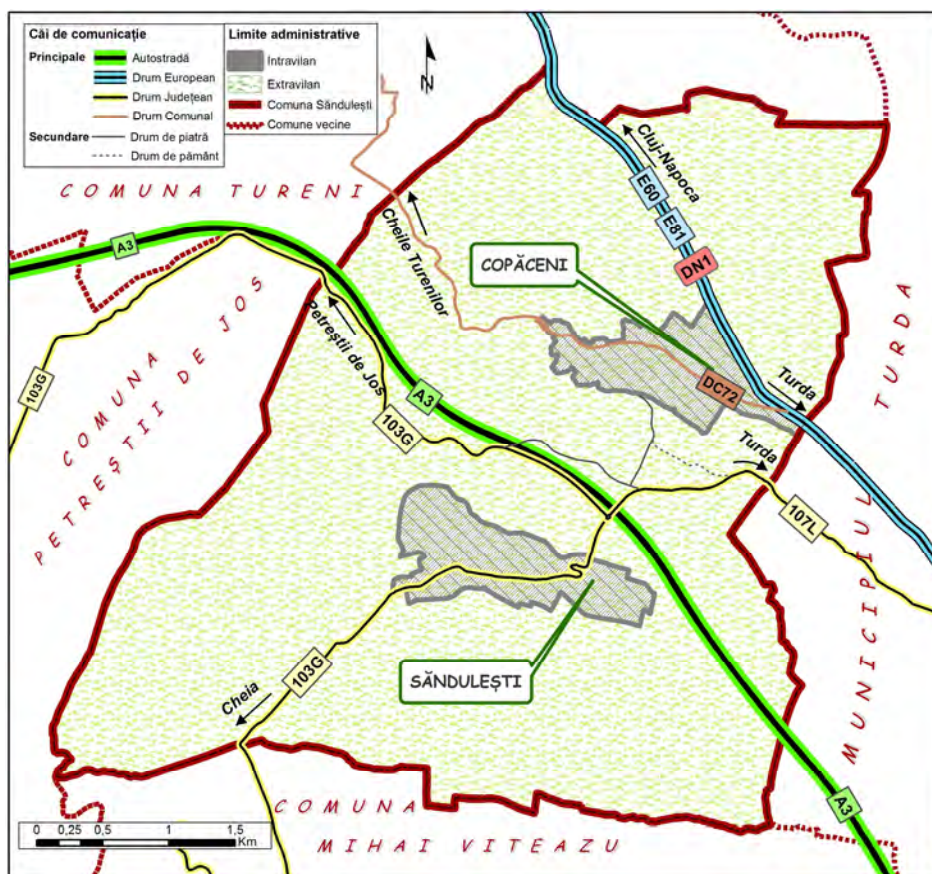 Căi de comunicație
Principale
Autostradă
Drum European
Drum Județean
Drum Comunal
Secundare
Drum de piatră
Drum de pământ
Limite administrative
Intravilan
Extravilan
Comuna Săndulești
Comune vecine
N
COMUNA TURENI
Cluj-Napoca
E60
E81
DN1
A3
Cheile Turenilor
COPĂCENI
TURDA
Petreștii de Jos
COMUNA
PETREȘTII DE JOS
103G
A3
DC72
Turda
103G
Turda
107L
MUNICIPIUL
SĂNDULEȘTI
103G
Cheia
A3
COMUNA
MIHAI VITEAZU
0 0,25 0,5 1 1,5
Km